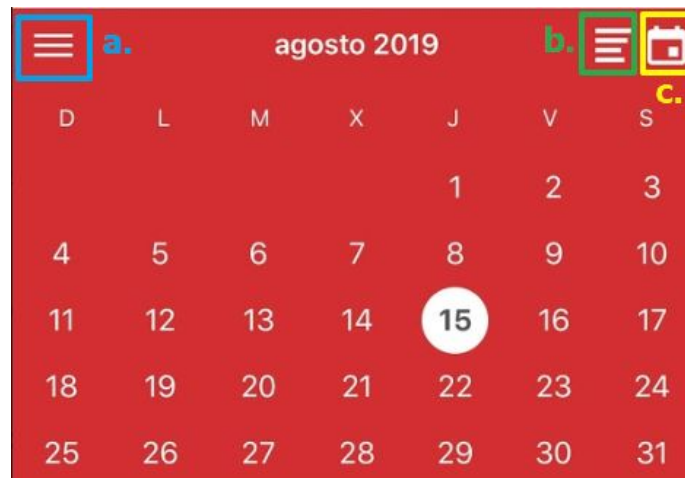 a. agosto 2019 b.
c.
D L M X J V S
1 2 3
4 5 6 7 8 9 10
11 12 13 14 15 16 17
18 19 20 21 22 23 24
25 26 27 28 29 30 31